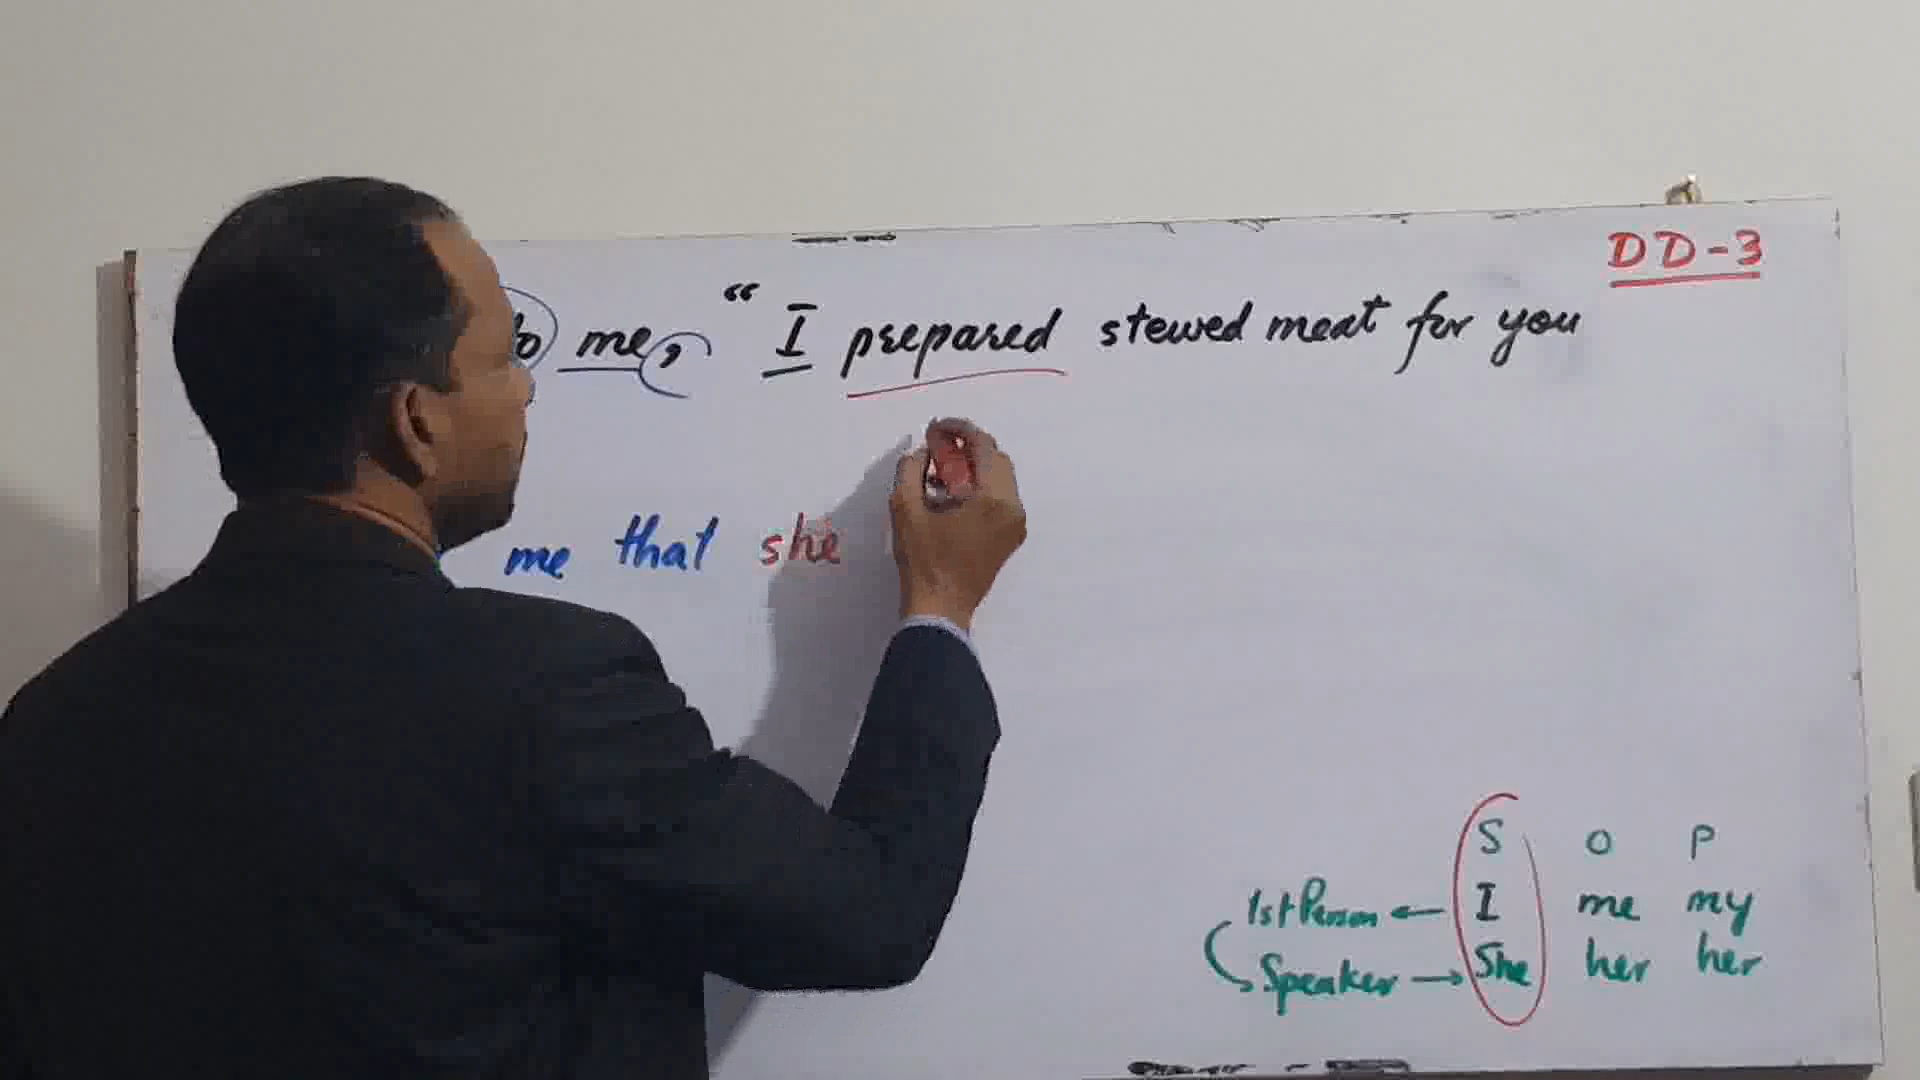 DD-3
me, "I prepared stewed meat for you
me that she
S O P
1st Person ← I me my
Speaker → She her her